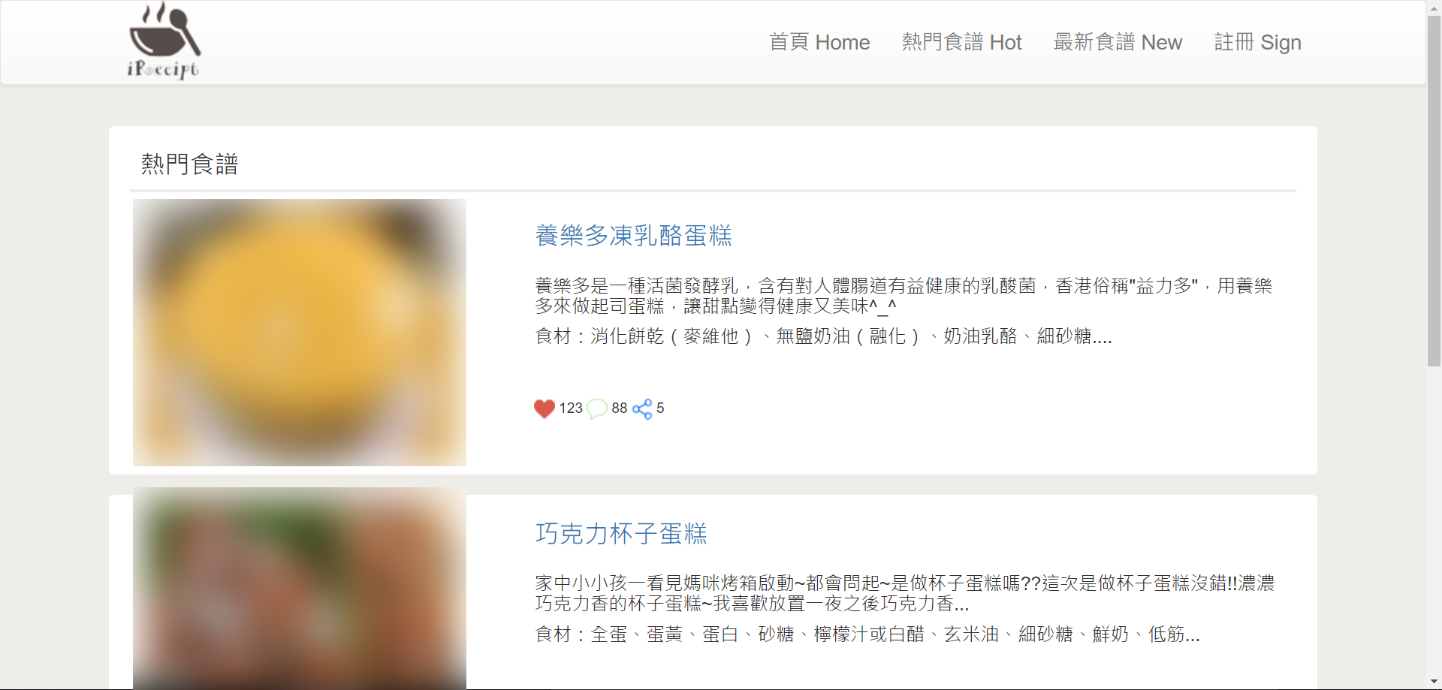 iReceipt
首頁 Home 熱門食譜 Hot 最新食譜 New 註冊 Sign
熱門食譜
養樂多凍乳酪蛋糕
養樂多是一種活菌發酵乳，含有對人體腸道有益健康的乳酸菌，香港俗稱"益力多"，用養樂
多來做起司蛋糕，讓甜點變得健康又美味^_^
食材：消化餅乾（麥維他）、無鹽奶油（融化）、奶油乳酪、細砂糖....
123 88 5
巧克力杯子蛋糕
家中小小孩一看見媽咪烤箱啟動~都會問起~是做杯子蛋糕嗎??這次是做杯子蛋糕沒錯!!濃濃
巧克力香的杯子蛋糕~我喜歡放置一夜之後巧克力香...
食材：全蛋、蛋黃、蛋白、砂糖、檸檬汁或白醋、玄米油、細砂糖、鮮奶、低筋...